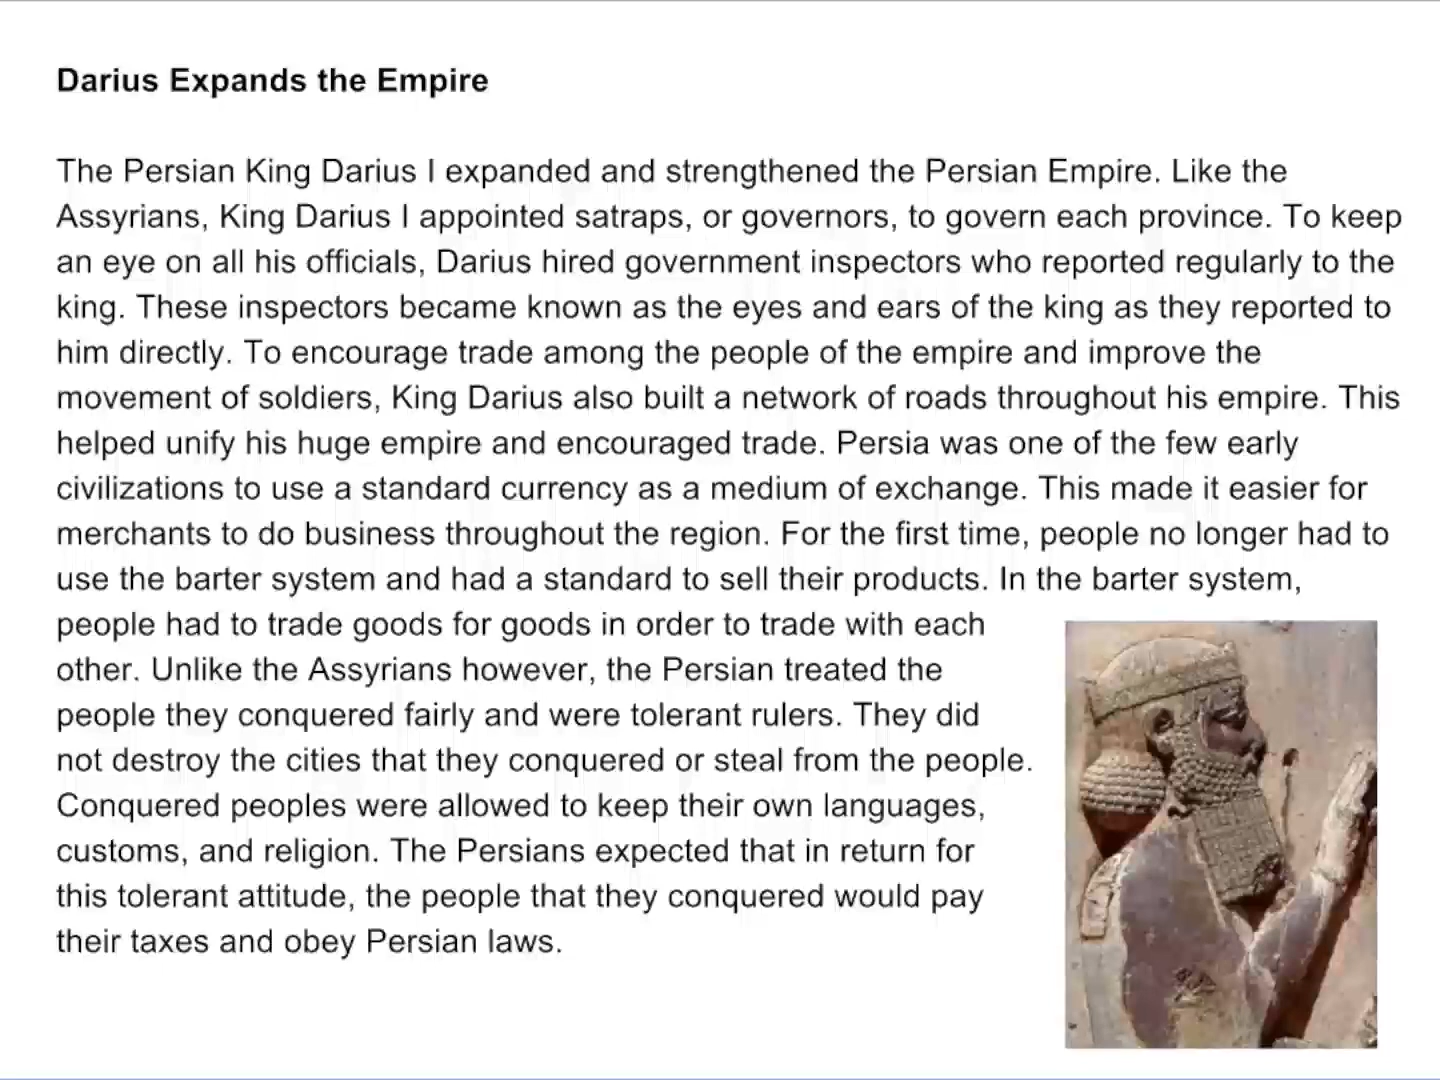 Darius Expands the Empire
The Persian King Darius I expanded and strengthened the Persian Empire. Like the
Assyrians, King Darius I appointed satraps, or governors, to govern each province. To keep
an eye on all his officials, Darius hired government inspectors who reported regularly to the
king. These inspectors became known as the eyes and ears of the king as they reported to
him directly. To encourage trade among the people of the empire and improve the
movement of soldiers, King Darius also built a network of roads throughout his empire. This
helped unify his huge empire and encouraged trade. Persia was one of the few early
civilizations to use a standard currency as a medium of exchange. This made it easier for
merchants to do business throughout the region. For the first time, people no longer had to
use the barter system and had a standard to sell their products. In the barter system,
people had to trade goods for goods in order to trade with each
other. Unlike the Assyrians however, the Persian treated the
people they conquered fairly and were tolerant rulers. They did
not destroy the cities that they conquered or steal from the people.
Conquered peoples were allowed to keep their own languages,
customs, and religion. The Persians expected that in return for
this tolerant attitude, the people that they conquered would pay
their taxes and obey Persian laws.